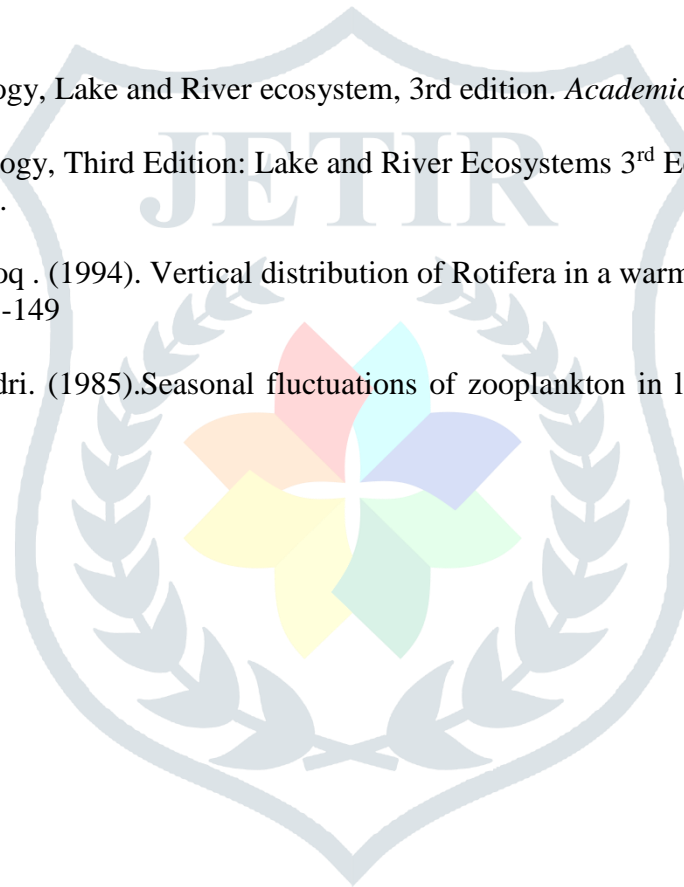 ogy, Lake and River ecosystem, 3rd edition. Academic
JETIR
ogy, Third Edition: Lake and River Ecosystems 3rd E
.
oq . (1994). Vertical distribution of Rotifera in a warm
-149
dri. (1985).Seasonal fluctuations of zooplankton in l